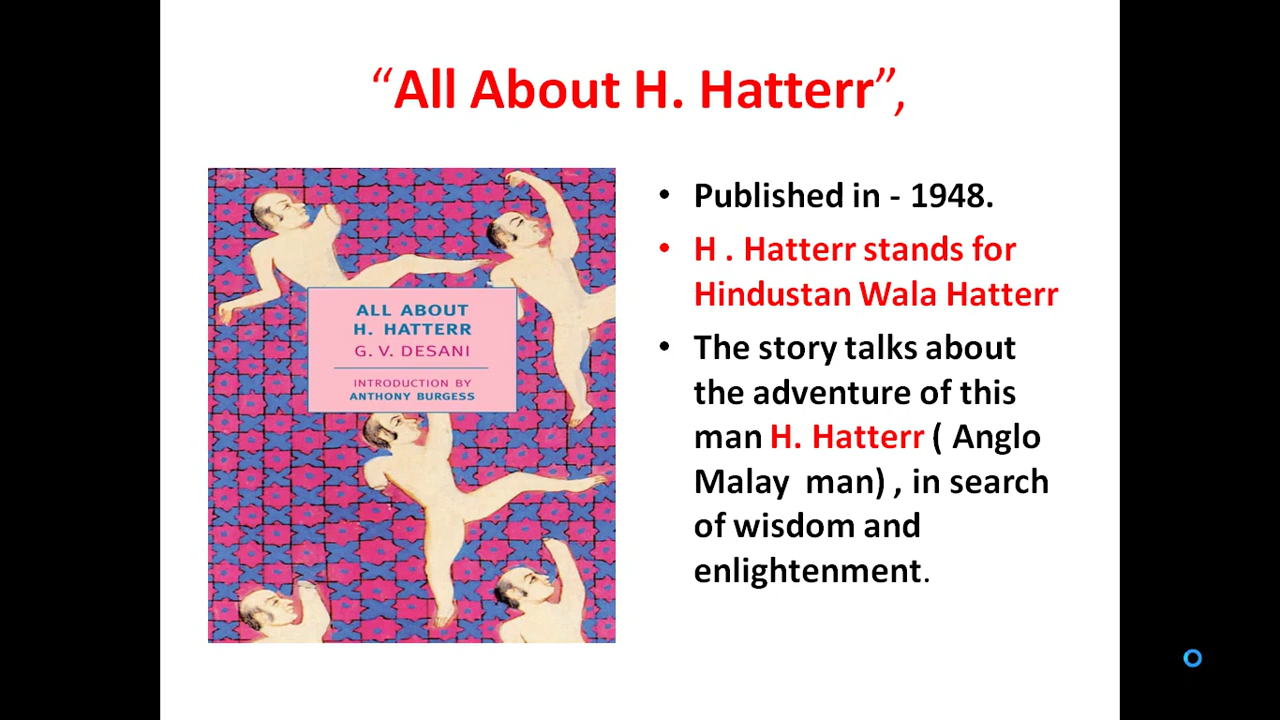 “All About H. Hatterr”,
ALL ABOUT
H. HATTERR
G. V. DESANI
INTRODUCTION BY
ANTHONY BURGESS
• Published in - 1948.
• H . Hatterr stands for
Hindustan Wala Hatterr
• The story talks about
the adventure of this
man H. Hatterr ( Anglo
Malay  man) , in search
of wisdom and
enlightenment.